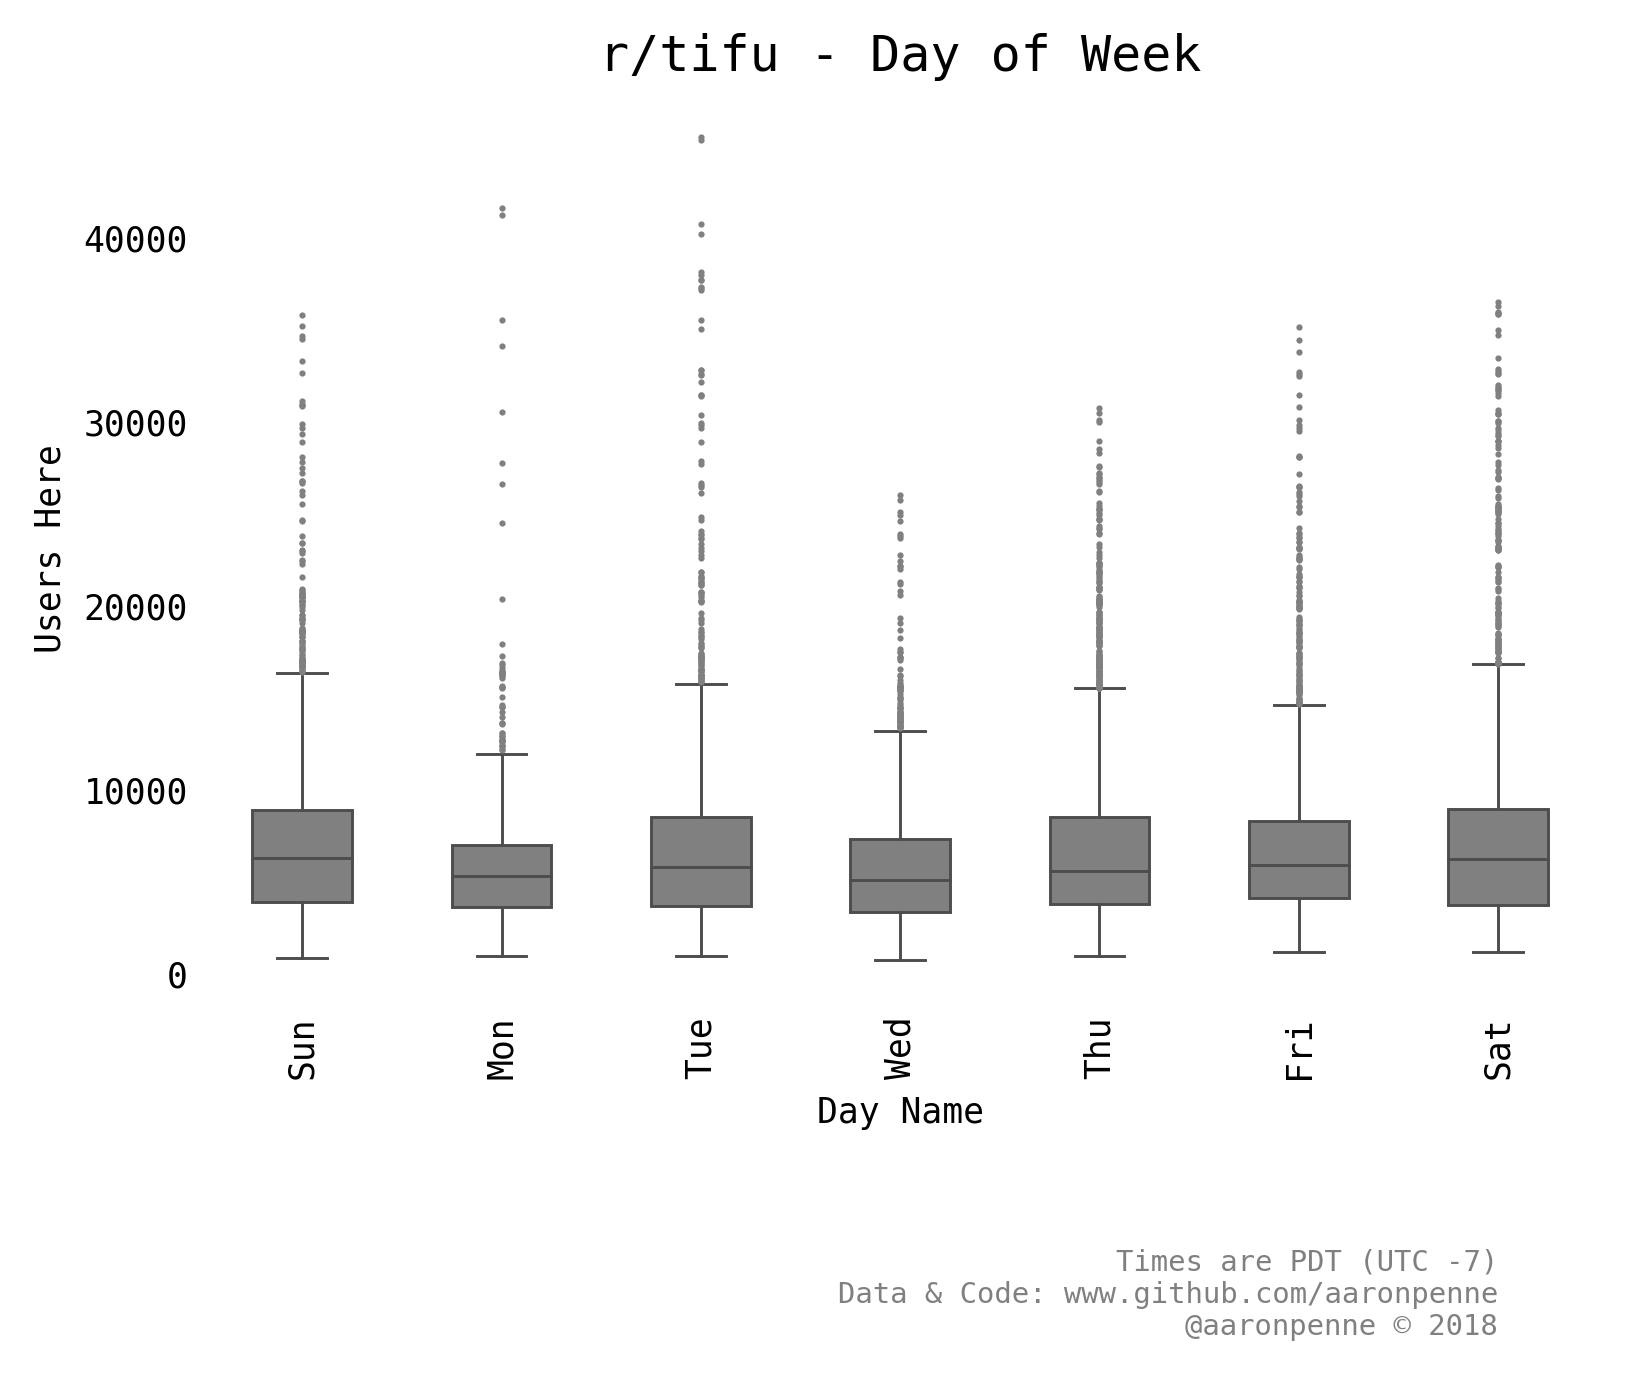 r/tifu - Day of Week
40000
30000
20000
10000
0
Users Here
Sun
Mon
Tue
Wed
Thu
Fri
Sat
Day Name
Times are PDT (UTC -7)
Data & Code: www.github.com/aaronpenne
@aaronpenne © 2018